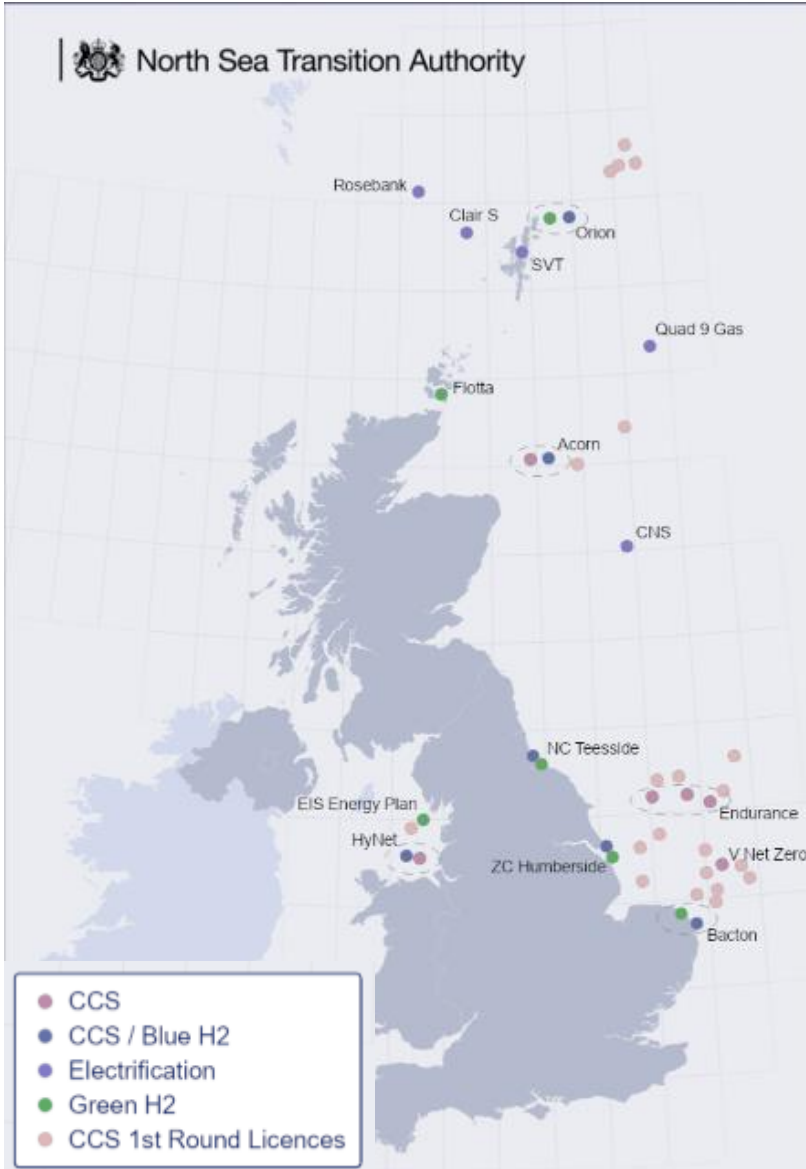 North Sea Transition Authority
Rosebank
Clair S
Orion
SVT
Quad 9 Gas
Flotta
Acorn
CNS
NC Teesside
EIS Energy Plan
Endurance
HyNet
V Net Zero
ZC Humberside
Bacton
CCS
CCS / Blue H2
Electrification
Green H2
CCS 1st Round Licences